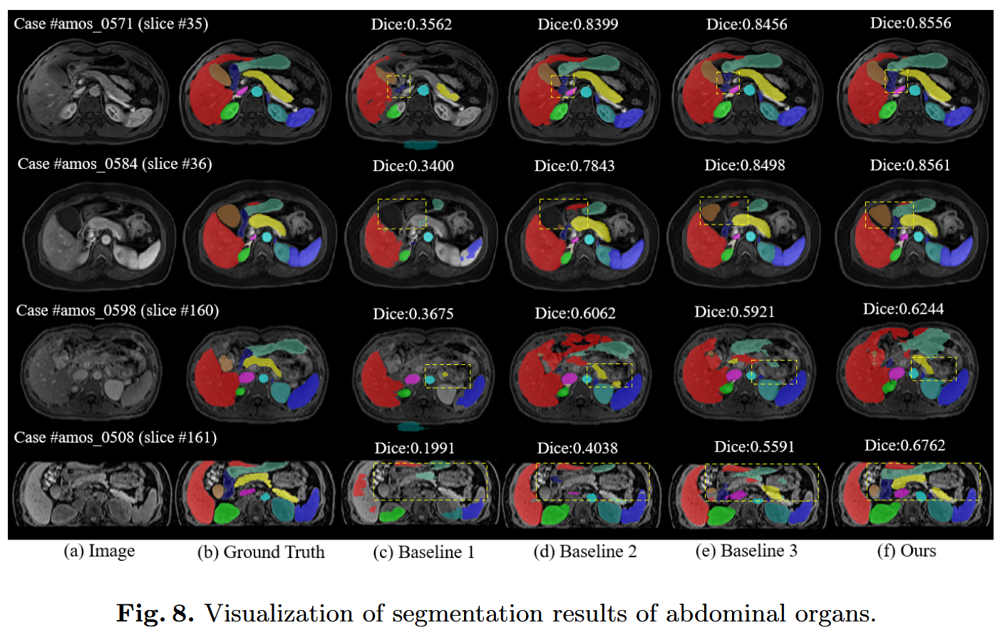 Case #amos_0571 (slice #35) Dice:0.3562 Dice:0.8399 Dice:0.8456 Dice:0.8556
Case #amos_0584 (slice #36) Dice:0.3400 Dice:0.7843 Dice:0.8498 Dice:0.8561
Case #amos_0598 (slice #160) Dice:0.3675 Dice:0.6062 Dice:0.5921 Dice:0.6244
Case #amos_0508 (slice #161) Dice:0.1991 Dice:0.4038 Dice:0.5591 Dice:0.6762
(a) Image (b) Ground Truth (c) Baseline 1 (d) Baseline 2 (e) Baseline 3 (f) Ours
Fig. 8. Visualization of segmentation results of abdominal organs.